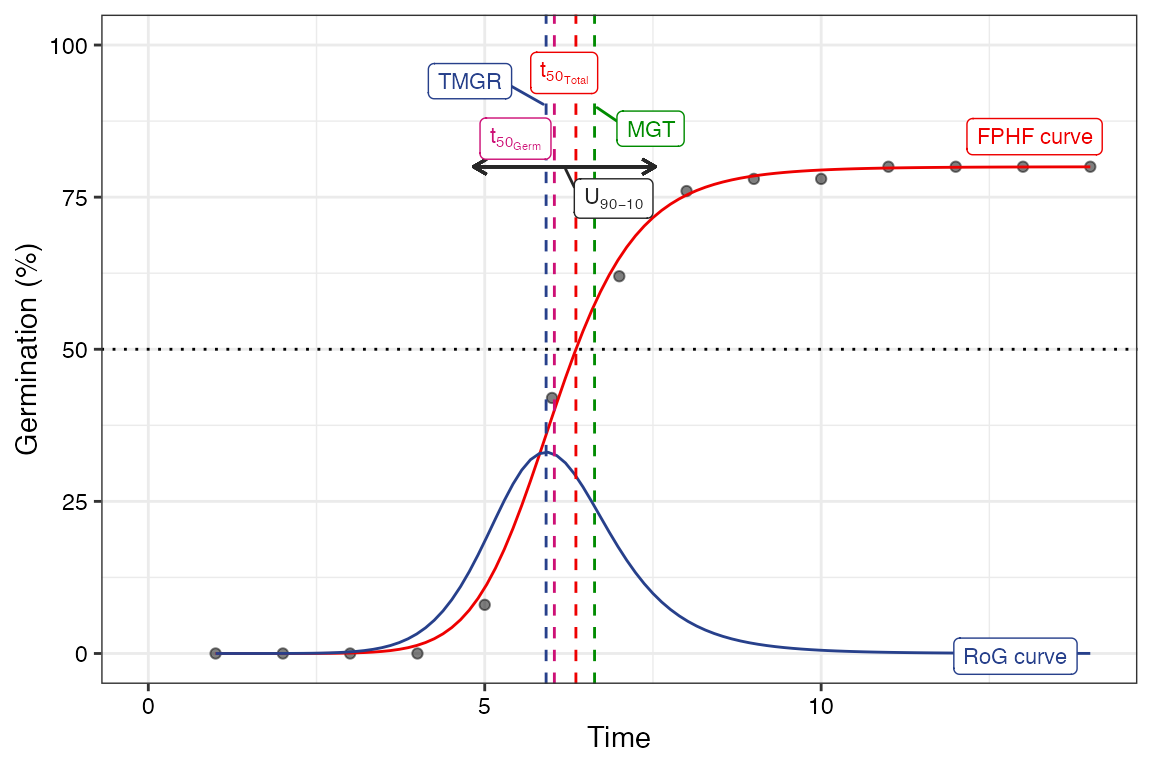 100
75
50
25
0
Germination (%)
TMGR
t50Total
t50Germ
MGT
U90−10
FPHF curve
RoG curve
0
5
10
Time